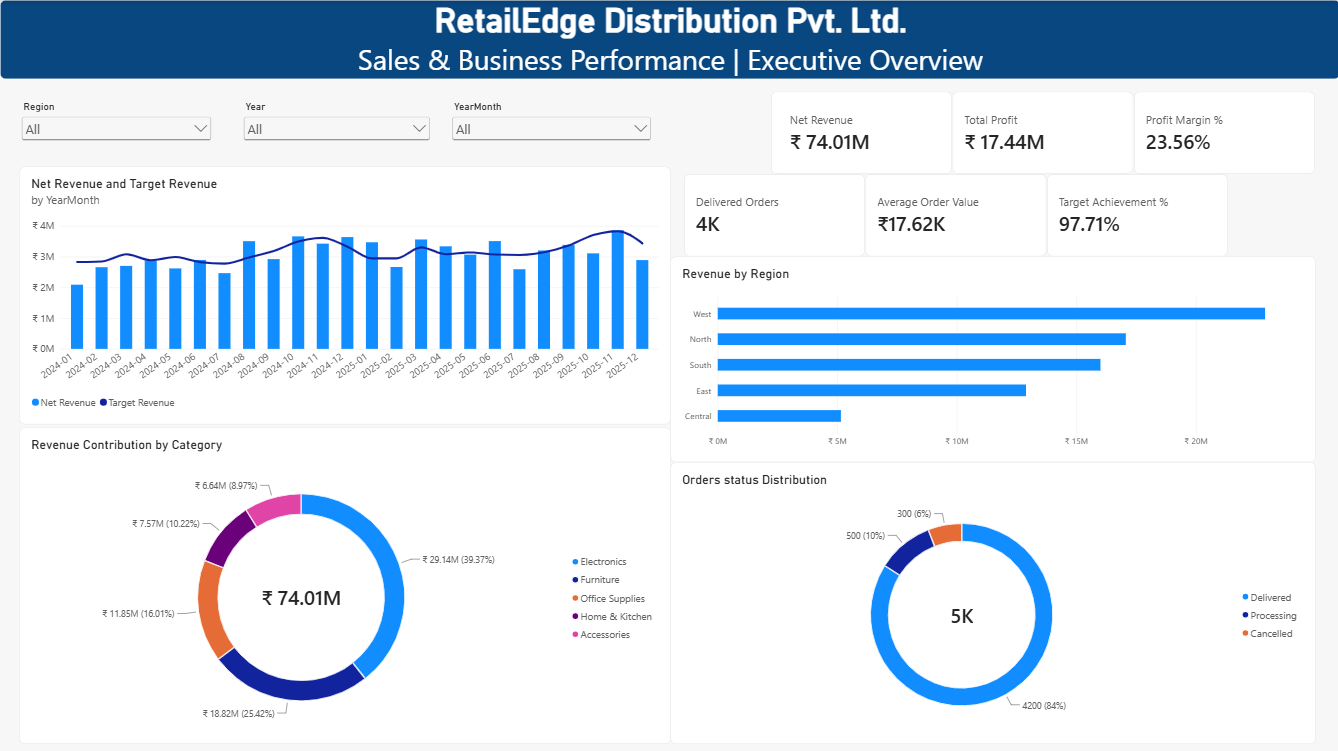 RetailEdge Distribution Pvt. Ltd.
Sales & Business Performance | Executive Overview
Region
All
Year
All
YearMonth
All
Net Revenue
₹ 74.01M
Total Profit
₹ 17.44M
Profit Margin %
23.56%
Delivered Orders
4K
Average Order Value
₹17.62K
Target Achievement %
97.71%
Net Revenue and Target Revenue
by YearMonth
₹ 4M
₹ 3M
₹ 2M
₹ 1M
₹ 0M
2024-01
2024-02
2024-03
2024-04
2024-05
2024-06
2024-07
2024-08
2024-09
2024-10
2024-11
2024-12
2025-01
2025-02
2025-03
2025-04
2025-05
2025-06
2025-07
2025-08
2025-09
2025-10
2025-11
2025-12
Net Revenue
Target Revenue
Revenue by Region
West
North
South
East
Central
₹ 0M
₹ 5M
₹ 10M
₹ 15M
₹ 20M
Revenue Contribution by Category
₹ 6.64M (8.97%)
₹ 7.57M (10.22%)
₹ 29.14M (39.37%)
₹ 74.01M
₹ 11.85M (16.01%)
₹ 18.82M (25.42%)
Electronics
Furniture
Office Supplies
Home & Kitchen
Accessories
Orders status Distribution
300 (6%)
500 (10%)
5K
4200 (84%)
Delivered
Processing
Cancelled